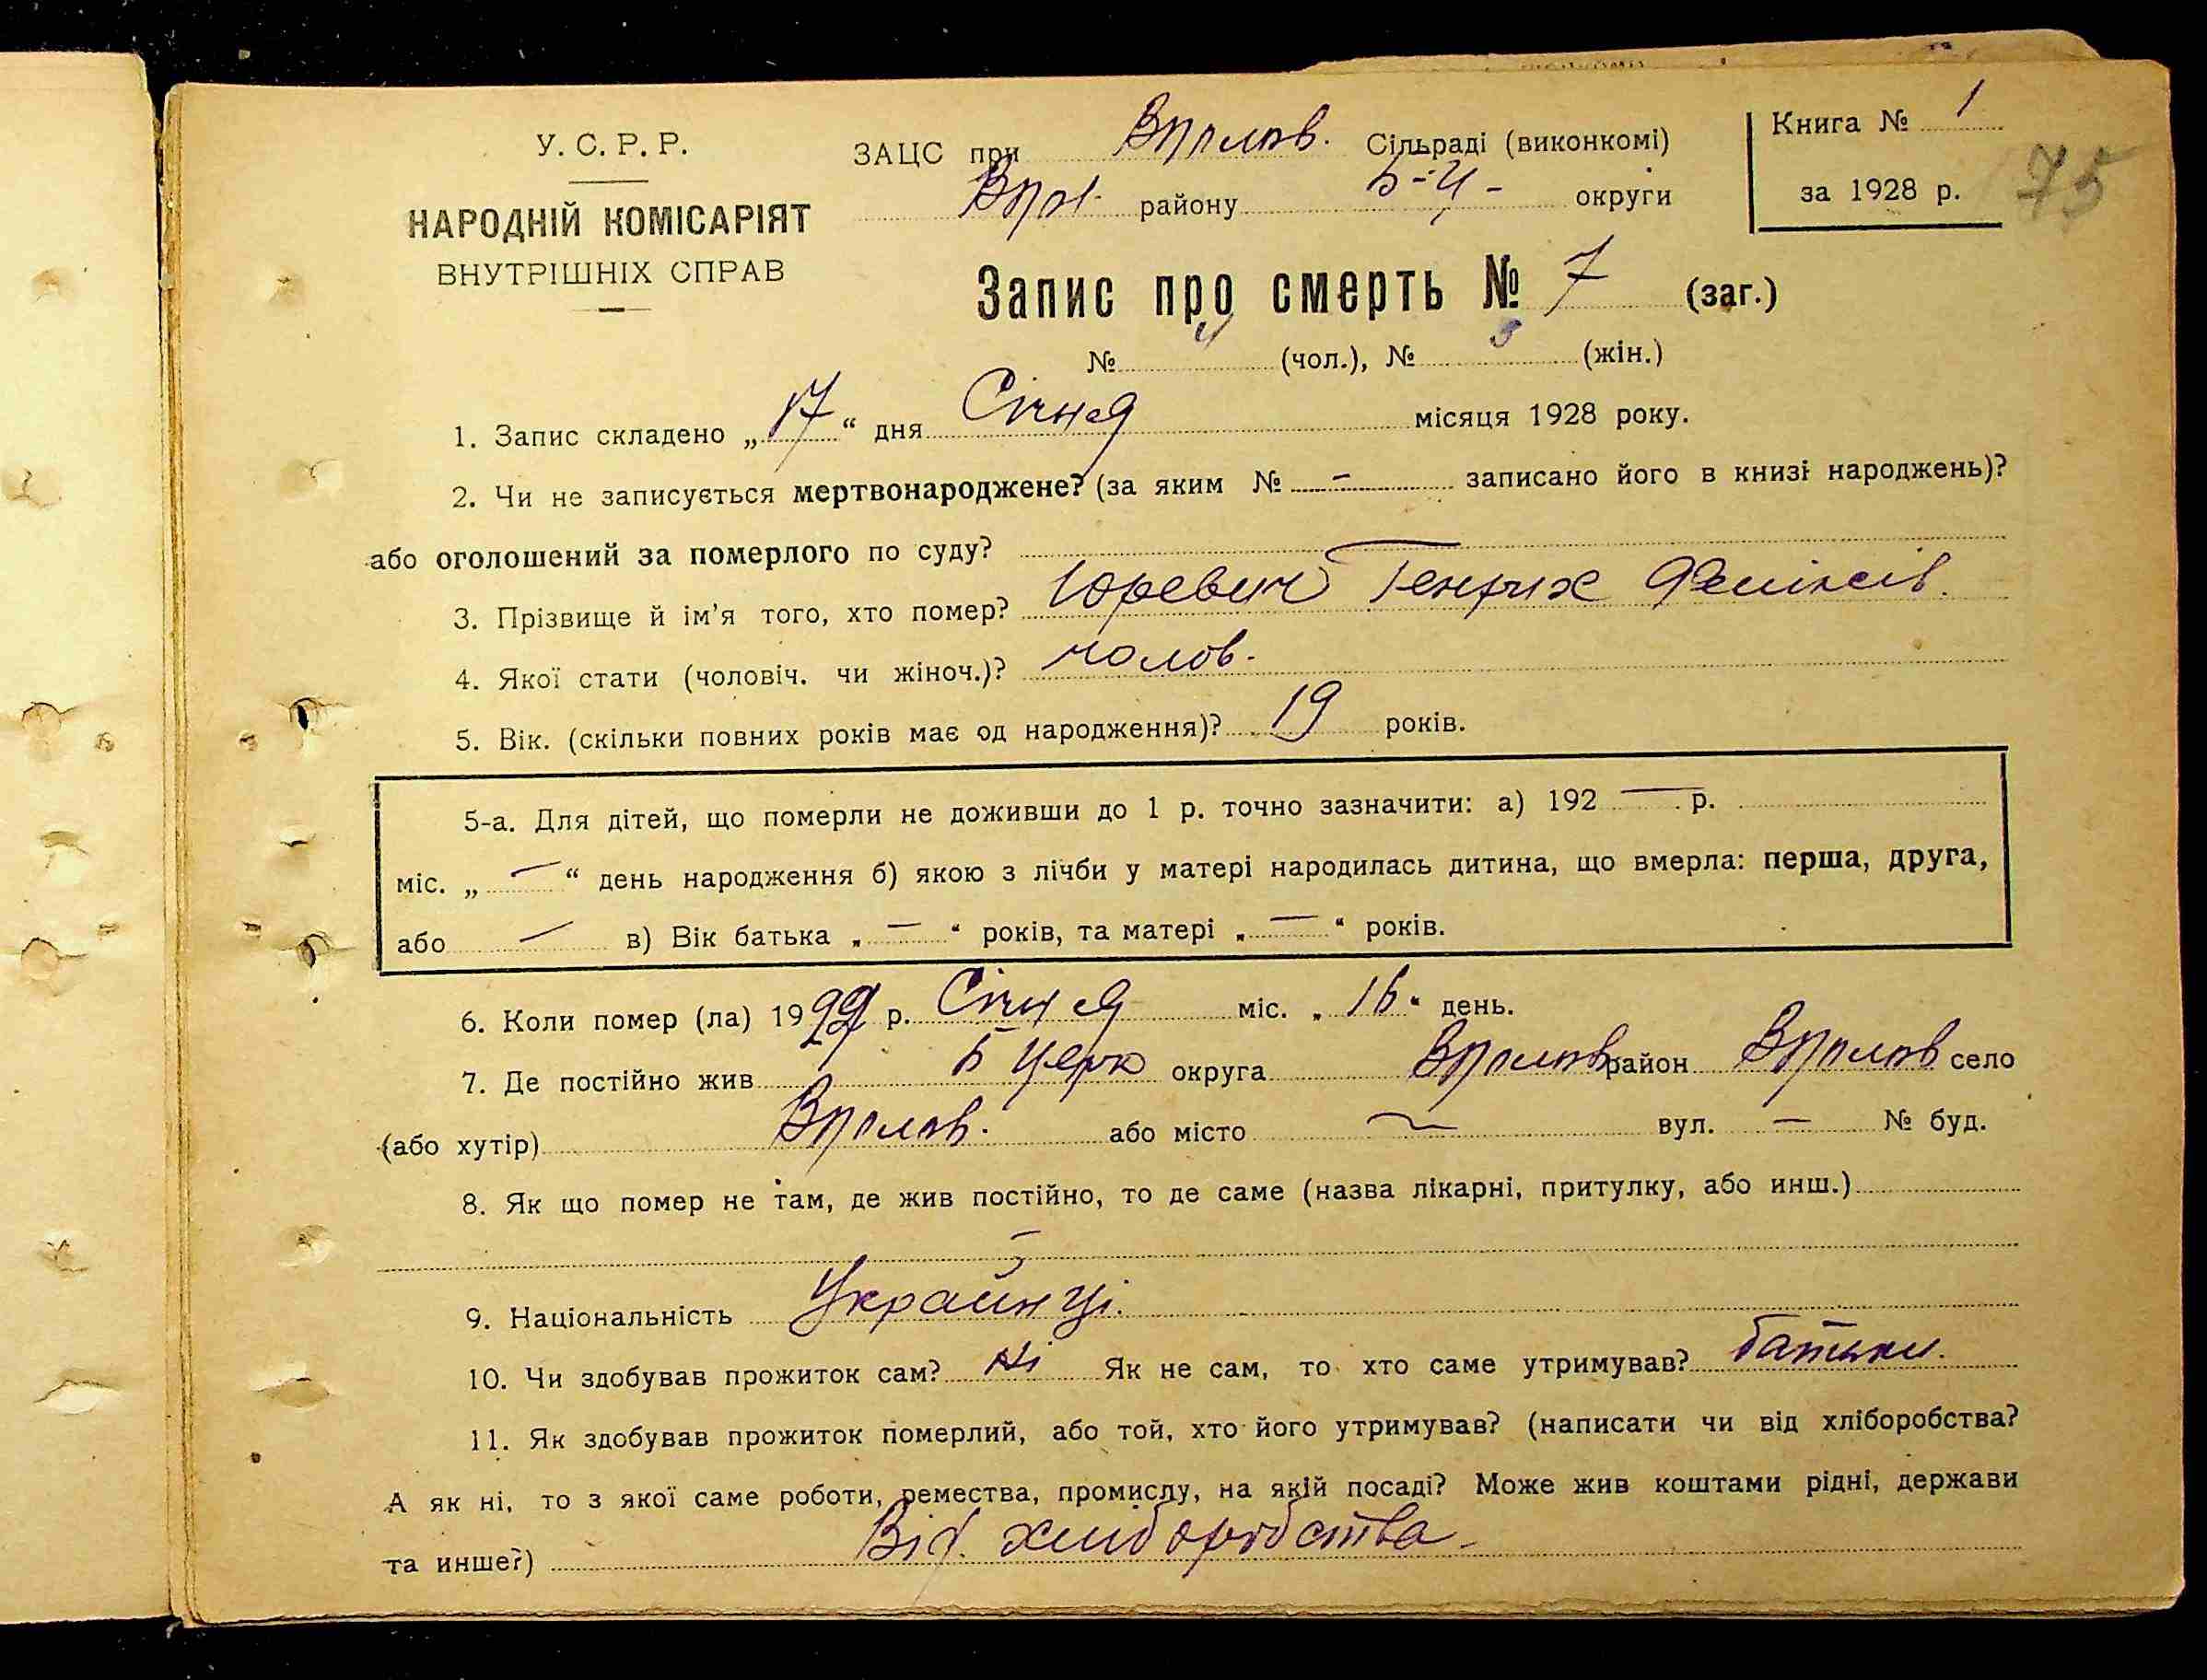 У. С. Р. Р.
НАРОДНІЙ КОМІСАРІЯТ
ВНУТРІШНІХ СПРАВ
ЗАЦС при Сільраді (виконкомі)
району Б-Ц- округи
Книга № 1
за 1928 р.
75
Запис про смерть № 7 (заг.)
№ 4 (чол.), № 3 (жін.)
1. Запис складено „17“ дня Січня місяця 1928 року.
2. Чи не записується мертвонароджене? (за яким № — записано його в книзі народжень)?
або оголошений за померлого по суду? —
3. Прізвище й ім'я того, хто помер? Юревич Генрих Феліксів.
4. Якої стати (чоловіч. чи жіноч.)? чолов.
5. Вік. (скільки повних років має од народження)? 19 років.
5-а. Для дітей, що померли не доживши до 1 р. точно зазначити: а) 192 — р.
міс. „ — “ день народження б) якою з лічби у матері народилась дитина, що вмерла: перша, друга,
або — в) Вік батька „ — “ років, та матері „ — “ років.
6. Коли помер (ла) 19 р. Січня міс. „16“ день.
7. Де постійно жив Б Церк округа район село
(або хутір) або місто — вул. — № буд.
8. Як що помер не там, де жив постійно, то де саме (назва лікарні, притулку, або инш.)
—
9. Національність Украйнці.
10. Чи здобував прожиток сам? Ні Як не сам, то хто саме утримував? батьки.
11. Як здобував прожиток померлий, або той, хто його утримував? (написати чи від хліборобства?
А як ні, то з якої саме роботи, ремества, промислу, на якій посаді? Може жив коштами рідні, держави
та инше?) Від. хліборобства